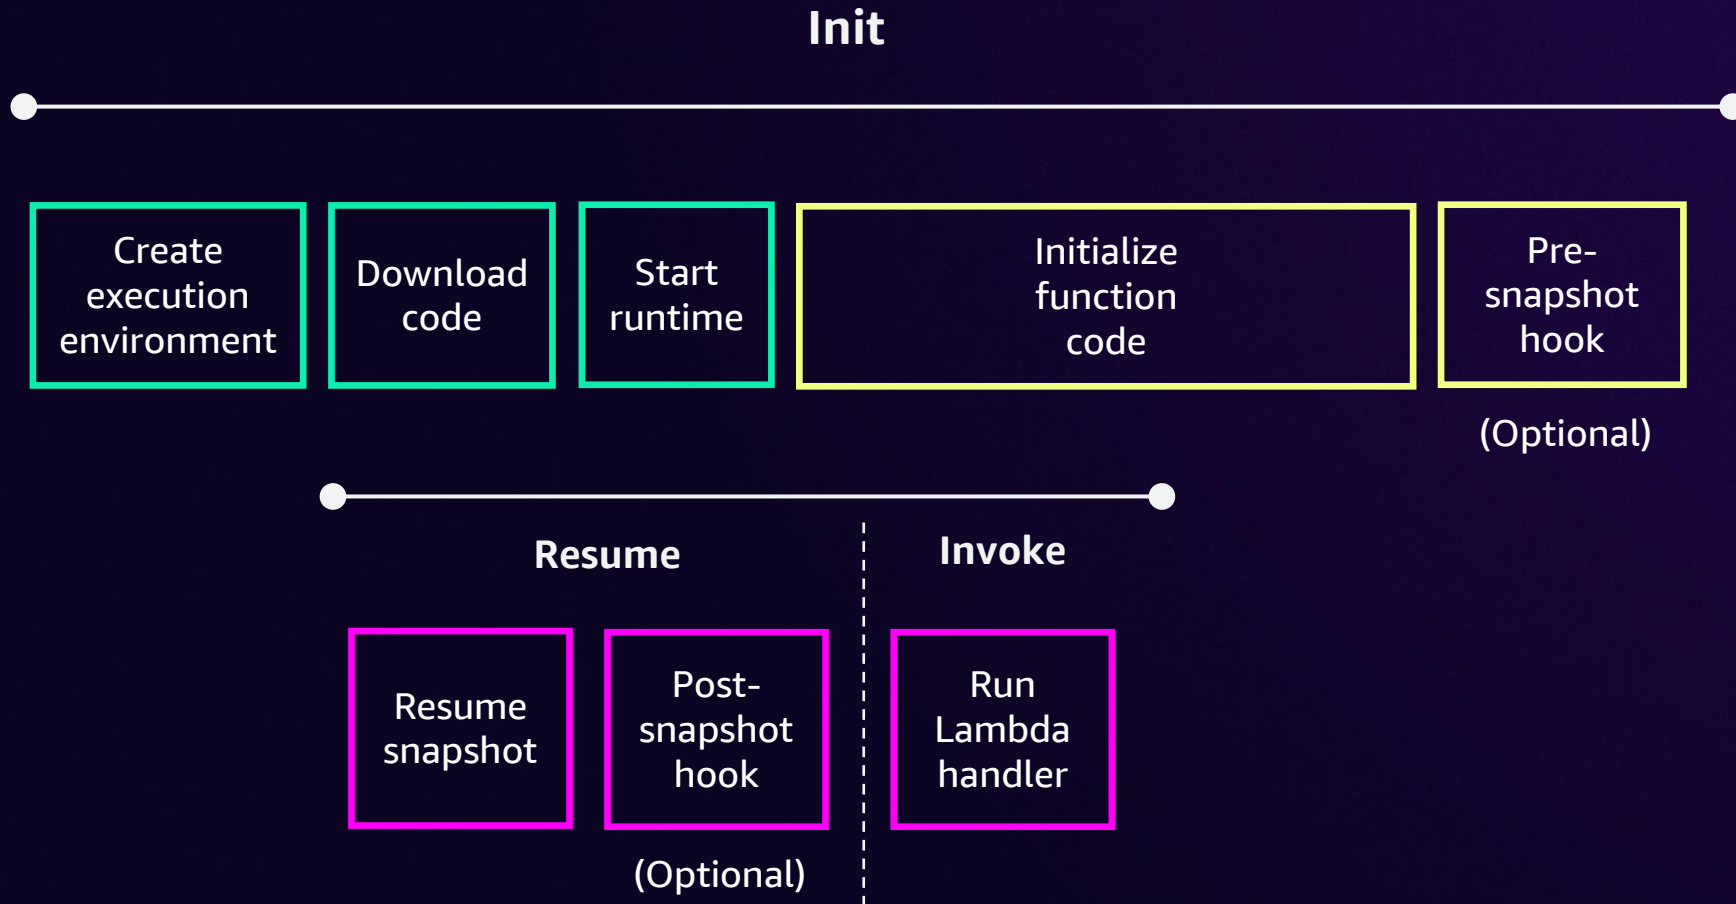 Init
Create
execution
environment
Download
code
Start
runtime
Initialize
function
code
Pre-
snapshot
hook
(Optional)
Resume
Invoke
Resume
snapshot
Post-
snapshot
hook
(Optional)
Run
Lambda
handler